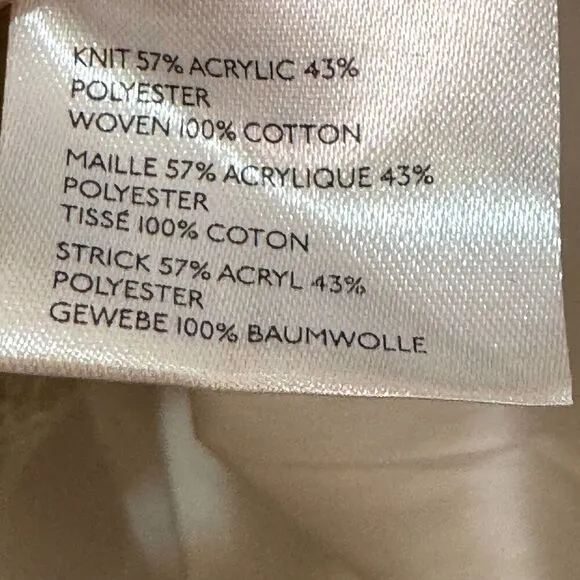 KNIT 57% ACRYLIC 43%
POLYESTER
WOVEN 100% COTTON
MAILLE 57% ACRYLIQUE 43%
POLYESTER
TISSÉ 100% COTON
STRICK 57% ACRYL 43%
POLYESTER
GEWEBE 100% BAUMWOLLE